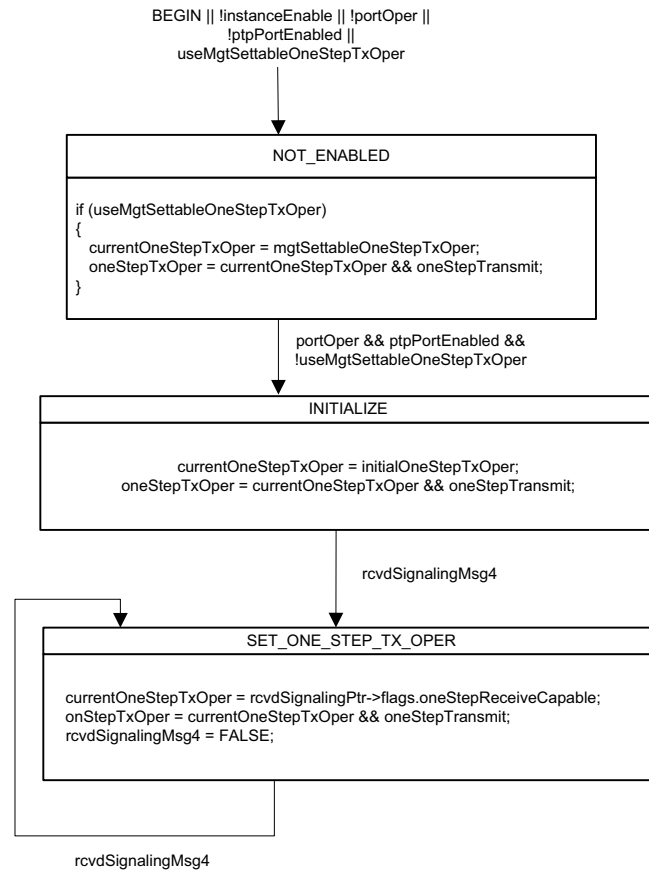 BEGIN || !instanceEnable || !portOper ||
!ptpPortEnabled ||
useMgtSettableOneStepTxOper
NOT_ENABLED
if (useMgtSettableOneStepTxOper)
{
currentOneStepTxOper = mgtSettableOneStepTxOper;
oneStepTxOper = currentOneStepTxOper && oneStepTransmit;
}
portOper && ptpPortEnabled &&
!useMgtSettableOneStepTxOper
INITIALIZE
currentOneStepTxOper = initialOneStepTxOper;
oneStepTxOper = currentOneStepTxOper && oneStepTransmit;
rcvdSignalingMsg4
SET_ONE_STEP_TX_OPER
currentOneStepTxOper = rcvdSignalingPtr->flags.oneStepReceiveCapable;
onStepTxOper = currentOneStepTxOper && oneStepTransmit;
rcvdSignalingMsg4 = FALSE;
rcvdSignalingMsg4